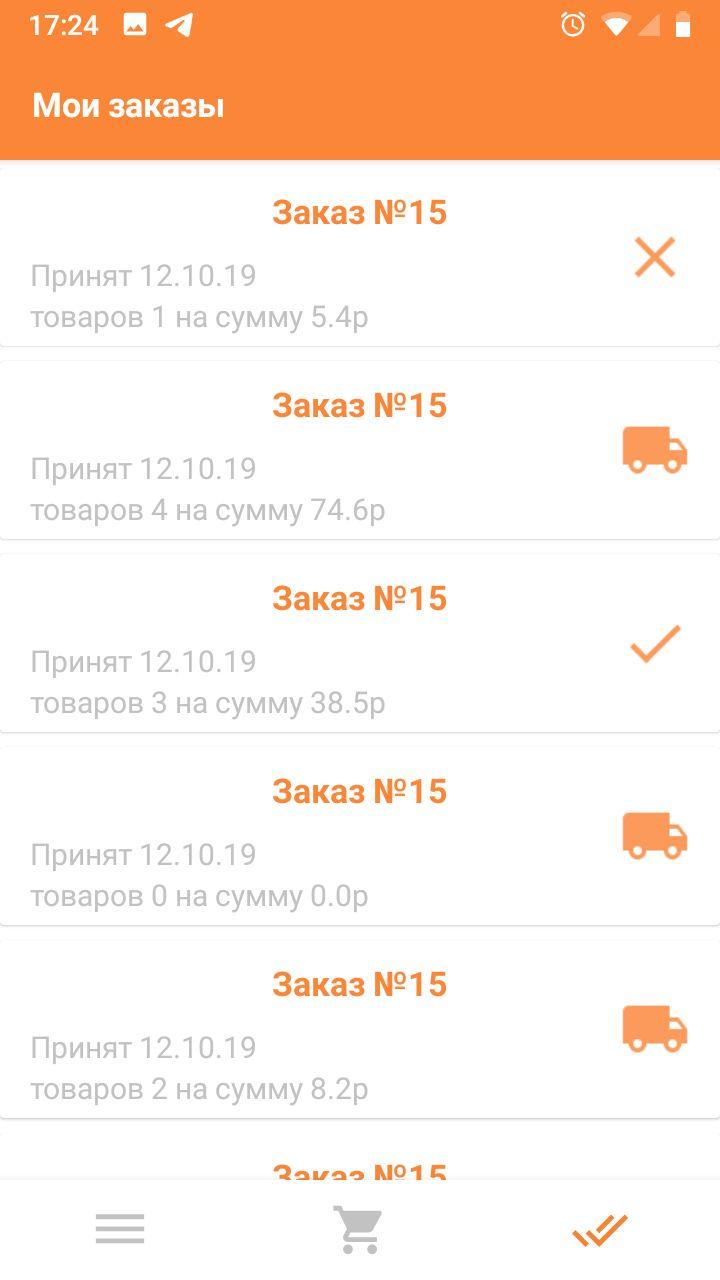 17:24
Мои заказы
Заказ №15
Принят 12.10.19
товаров 1 на сумму 5.4р
Заказ №15
Принят 12.10.19
товаров 4 на сумму 74.6р
Заказ №15
Принят 12.10.19
товаров 3 на сумму 38.5р
Заказ №15
Принят 12.10.19
товаров 0 на сумму 0.0р
Заказ №15
Принят 12.10.19
товаров 2 на сумму 8.2р
Заказ №15